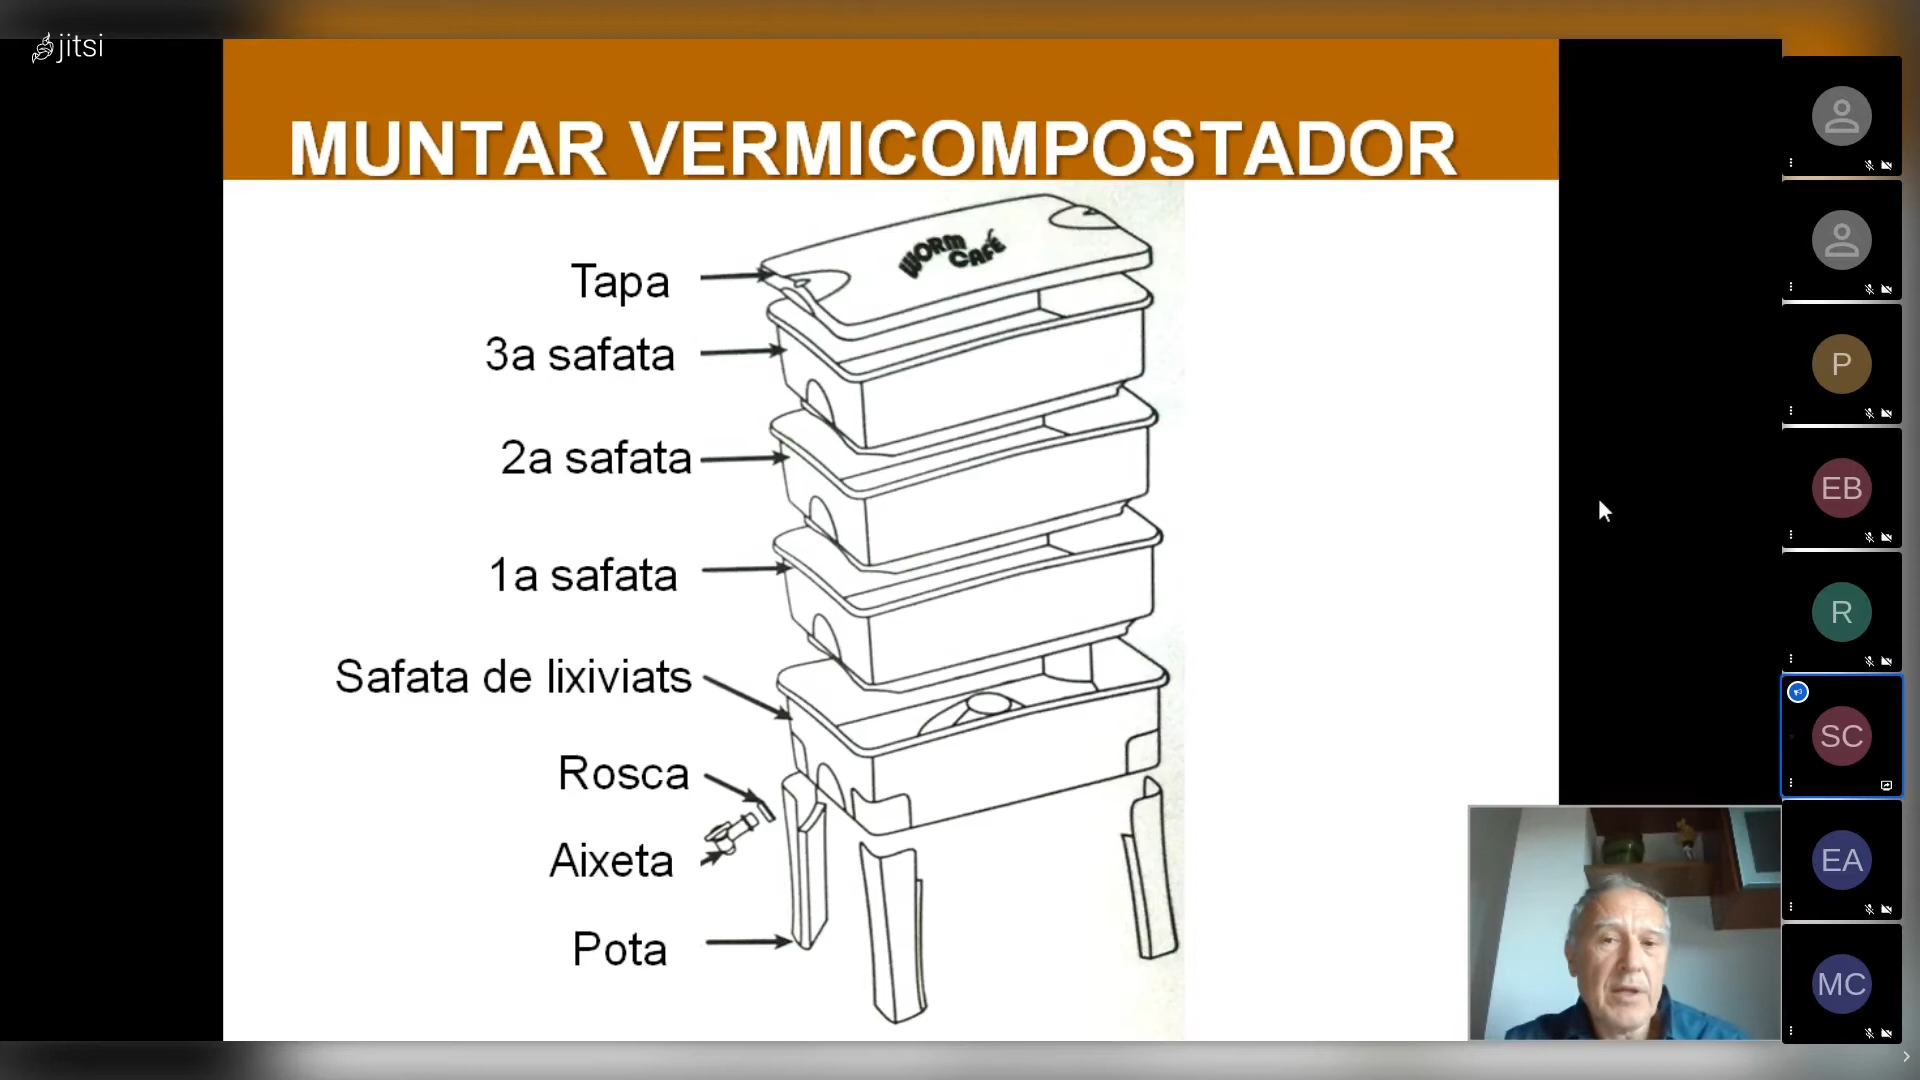 jitsi
MUNTAR VERMICOMPOSTADOR
WORM
CAFÉ
Tapa
3a safata
2a safata
1a safata
Safata de lixiviats
Rosca
Aixeta
Pota
P
EB
R
SC
EA
MC